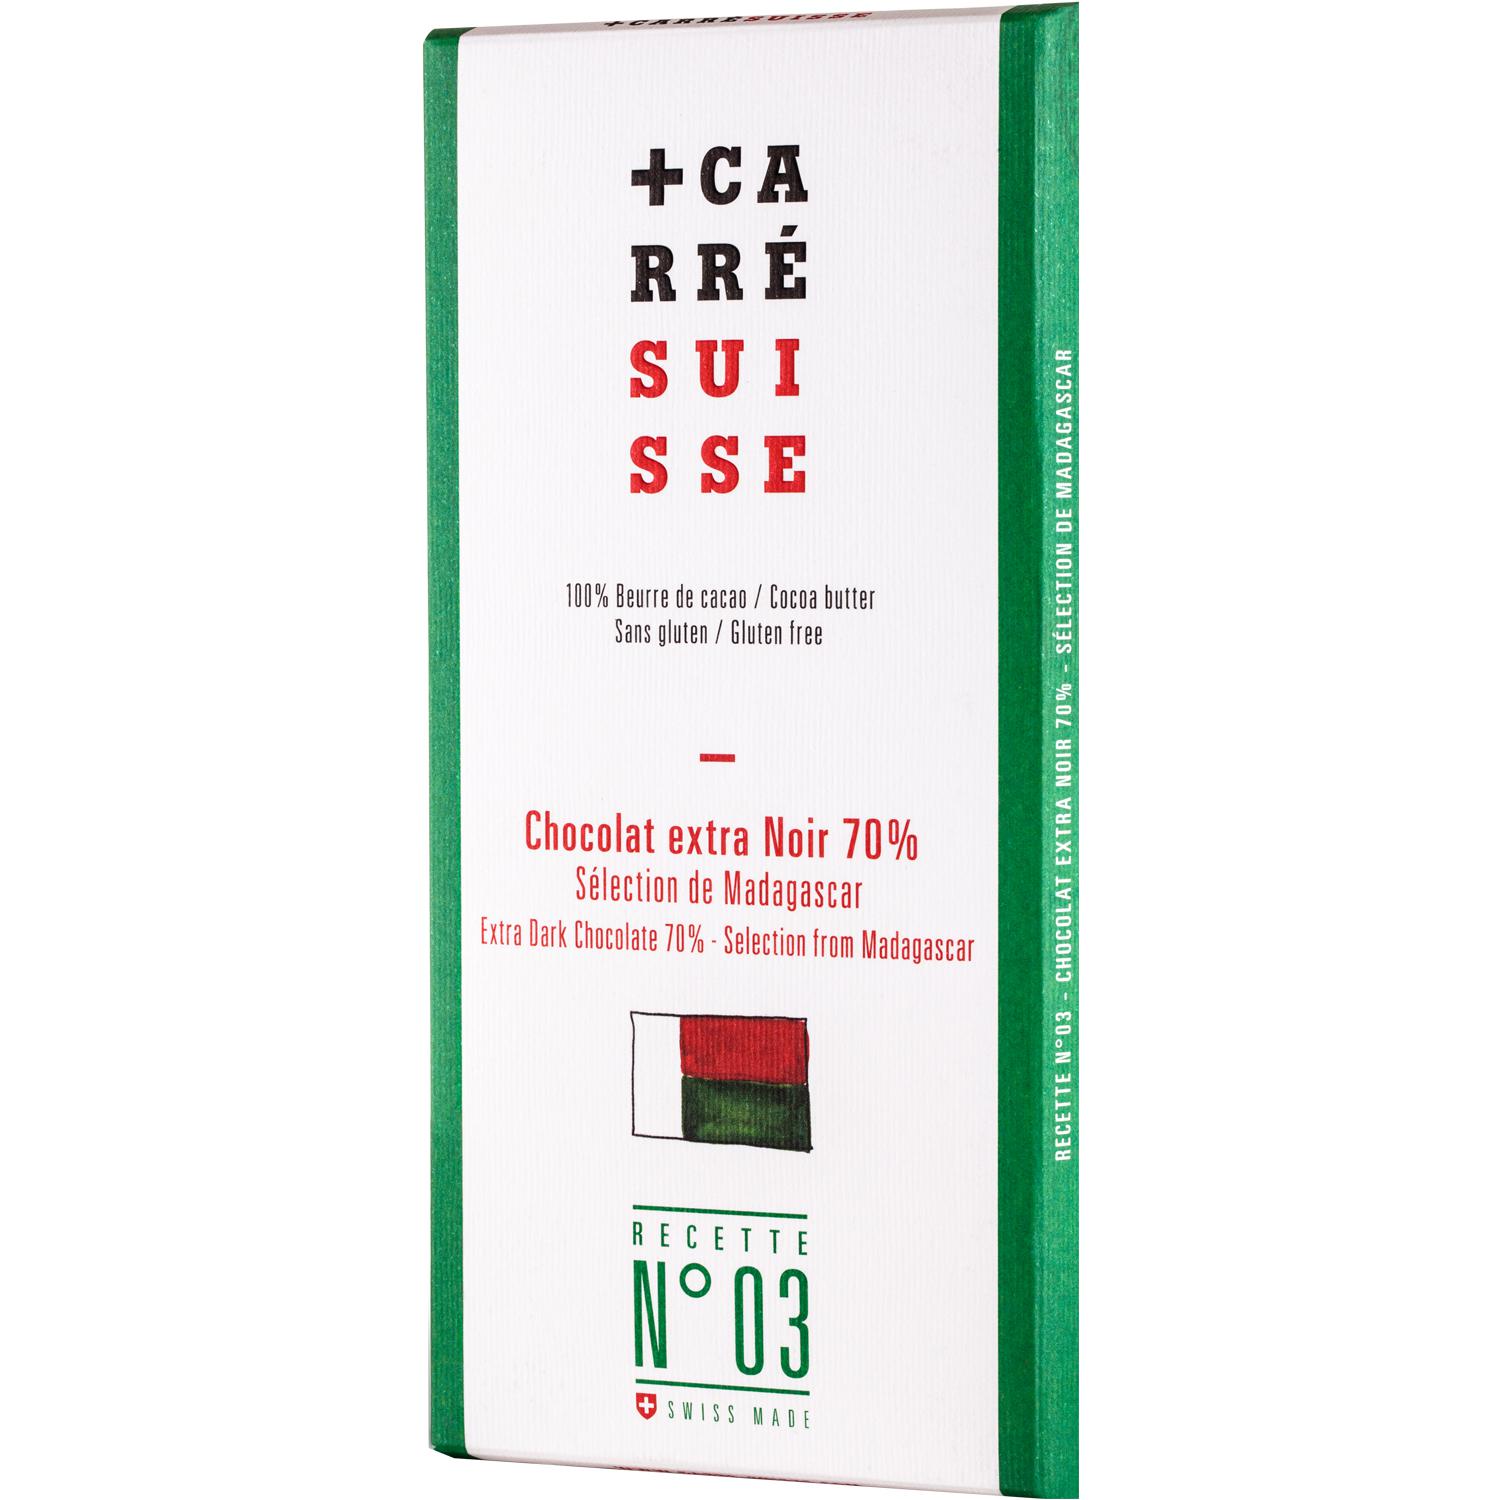 +CARRÉSUISSE
+CA
RRÉ
SUI
SSE
100% Beurre de cacao / Cocoa butter
Sans gluten / Gluten free
Chocolat extra Noir 70%
Sélection de Madagascar
Extra Dark Chocolate 70% - Selection from Madagascar
RECETTE
N° 03
SWISS MADE
RECETTE N°03 - CHOCOLAT EXTRA NOIR 70% - SÉLECTION DE MADAGASCAR